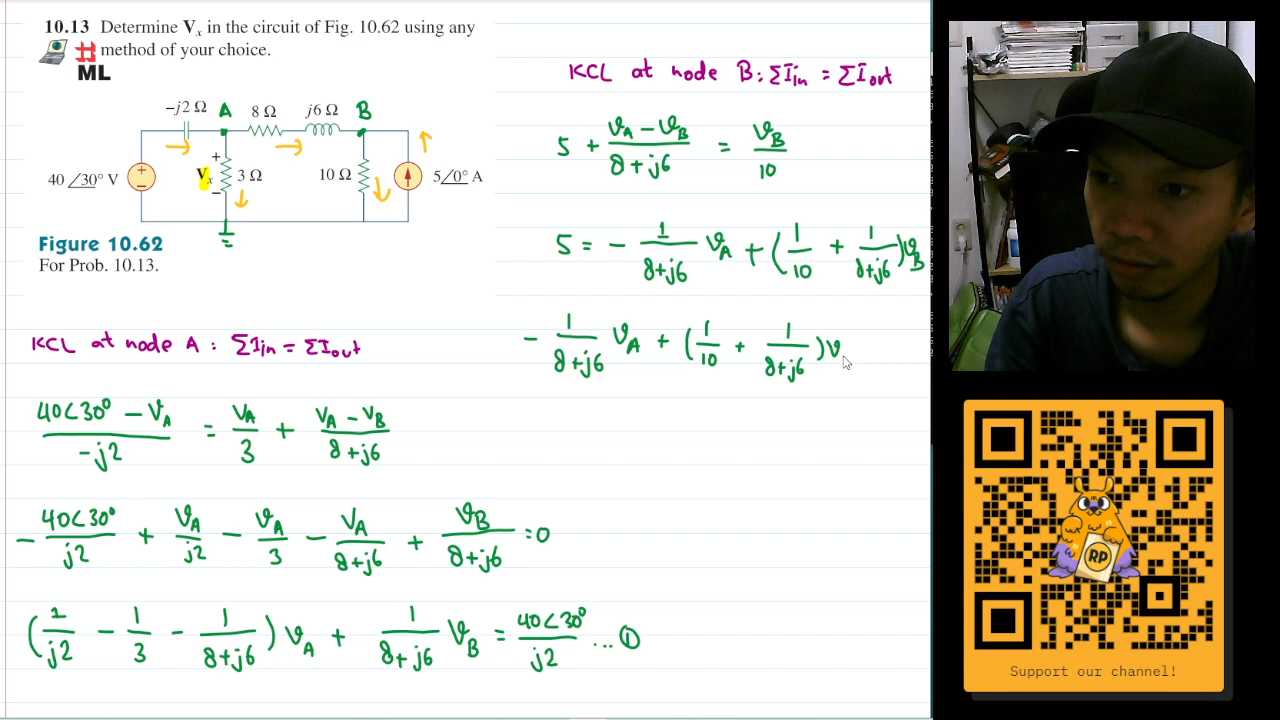 10.13 Determine Vx in the circuit of Fig. 10.62 using any
method of your choice.
ML
−j2 Ω A 8 Ω j6 Ω B
40 /30° V + − + Vx − 3 Ω 10 Ω 5/0° A
Figure 10.62
For Prob. 10.13.
KCL at node A : ΣIin = ΣIout
(40<30° − VA)/(−j2) = VA/3 + (VA − VB)/(8+j6)
− 40<30°/j2 + VA/j2 − VA/3 − VA/(8+j6) + VB/(8+j6) = 0
(1/j2 − 1/3 − 1/(8+j6)) VA + 1/(8+j6) VB = 40<30°/j2 ... ①
KCL at node B : ΣIin = ΣIout
5 + (VA − VB)/(8+j6) = VB/10
5 = − 1/(8+j6) VA + (1/10 + 1/(8+j6)) VB
− 1/(8+j6) VA + (1/10 + 1/(8+j6)) V
RP
Support our channel!